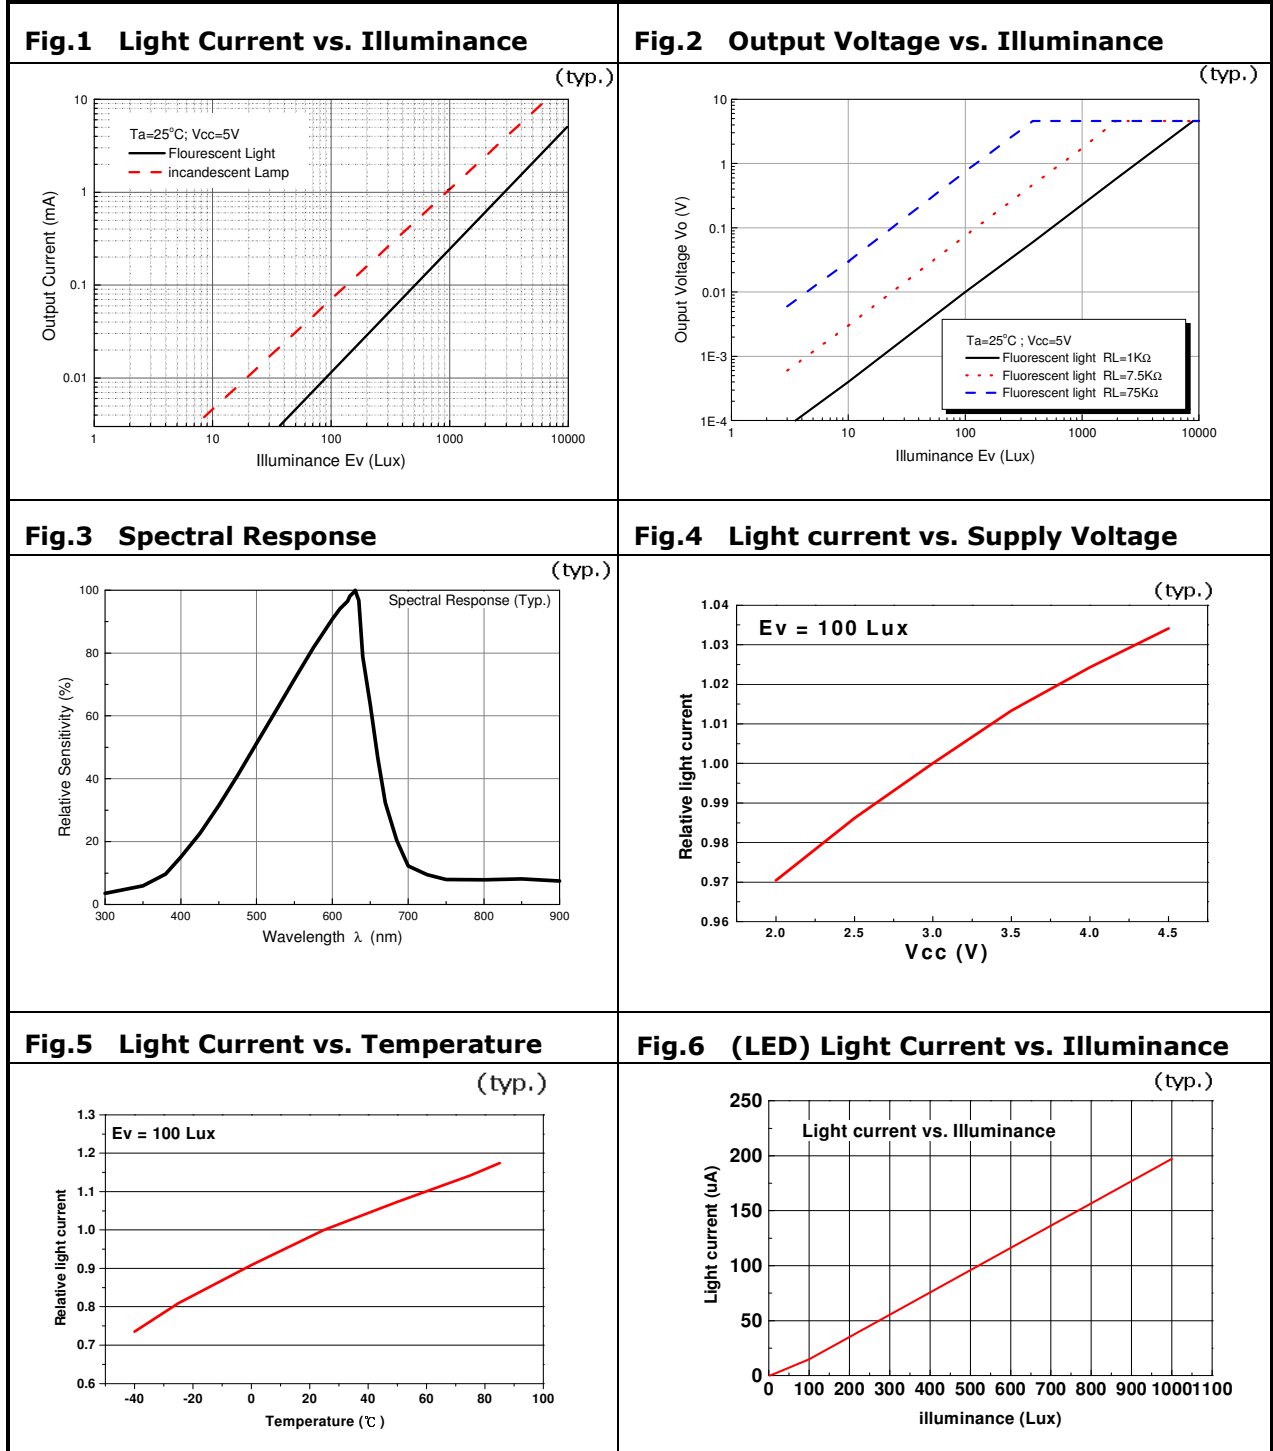 Fig.1 Light Current vs. Illuminance
(typ.)
10
1
0.1
0.01
Output Current (mA)
Ta=25°C; Vcc=5V
Flourescent Light
incandescent Lamp
1 10 100 1000 10000
Illuminance Ev (Lux)
Fig.2 Output Voltage vs. Illuminance
(typ.)
10
1
0.1
0.01
1E-3
1E-4
Ouput Voltage Vo (V)
Ta=25°C ; Vcc=5V
Fluorescent light RL=1KΩ
Fluorescent light RL=7.5KΩ
Fluorescent light RL=75KΩ
1 10 100 1000 10000
Illuminance Ev (Lux)
Fig.3 Spectral Response
(typ.)
Spectral Response (Typ.)
100
80
60
40
20
0
Relative Sensitivity (%)
300 400 500 600 700 800 900
Wavelength λ (nm)
Fig.4 Light current vs. Supply Voltage
(typ.)
Ev = 100 Lux
1.04
1.03
1.02
1.01
1.00
0.99
0.98
0.97
0.96
Relative light current
2.0 2.5 3.0 3.5 4.0 4.5
Vcc (V)
Fig.5 Light Current vs. Temperature
(typ.)
Ev = 100 Lux
1.3
1.2
1.1
1.0
0.9
0.8
0.7
0.6
Relative light current
-40 -20 0 20 40 60 80 100
Temperature (℃)
Fig.6 (LED) Light Current vs. Illuminance
(typ.)
Light current vs. Illuminance
250
200
150
100
50
0
Light current (uA)
0 100 200 300 400 500 600 700 800 900 1000 1100
illuminance (Lux)